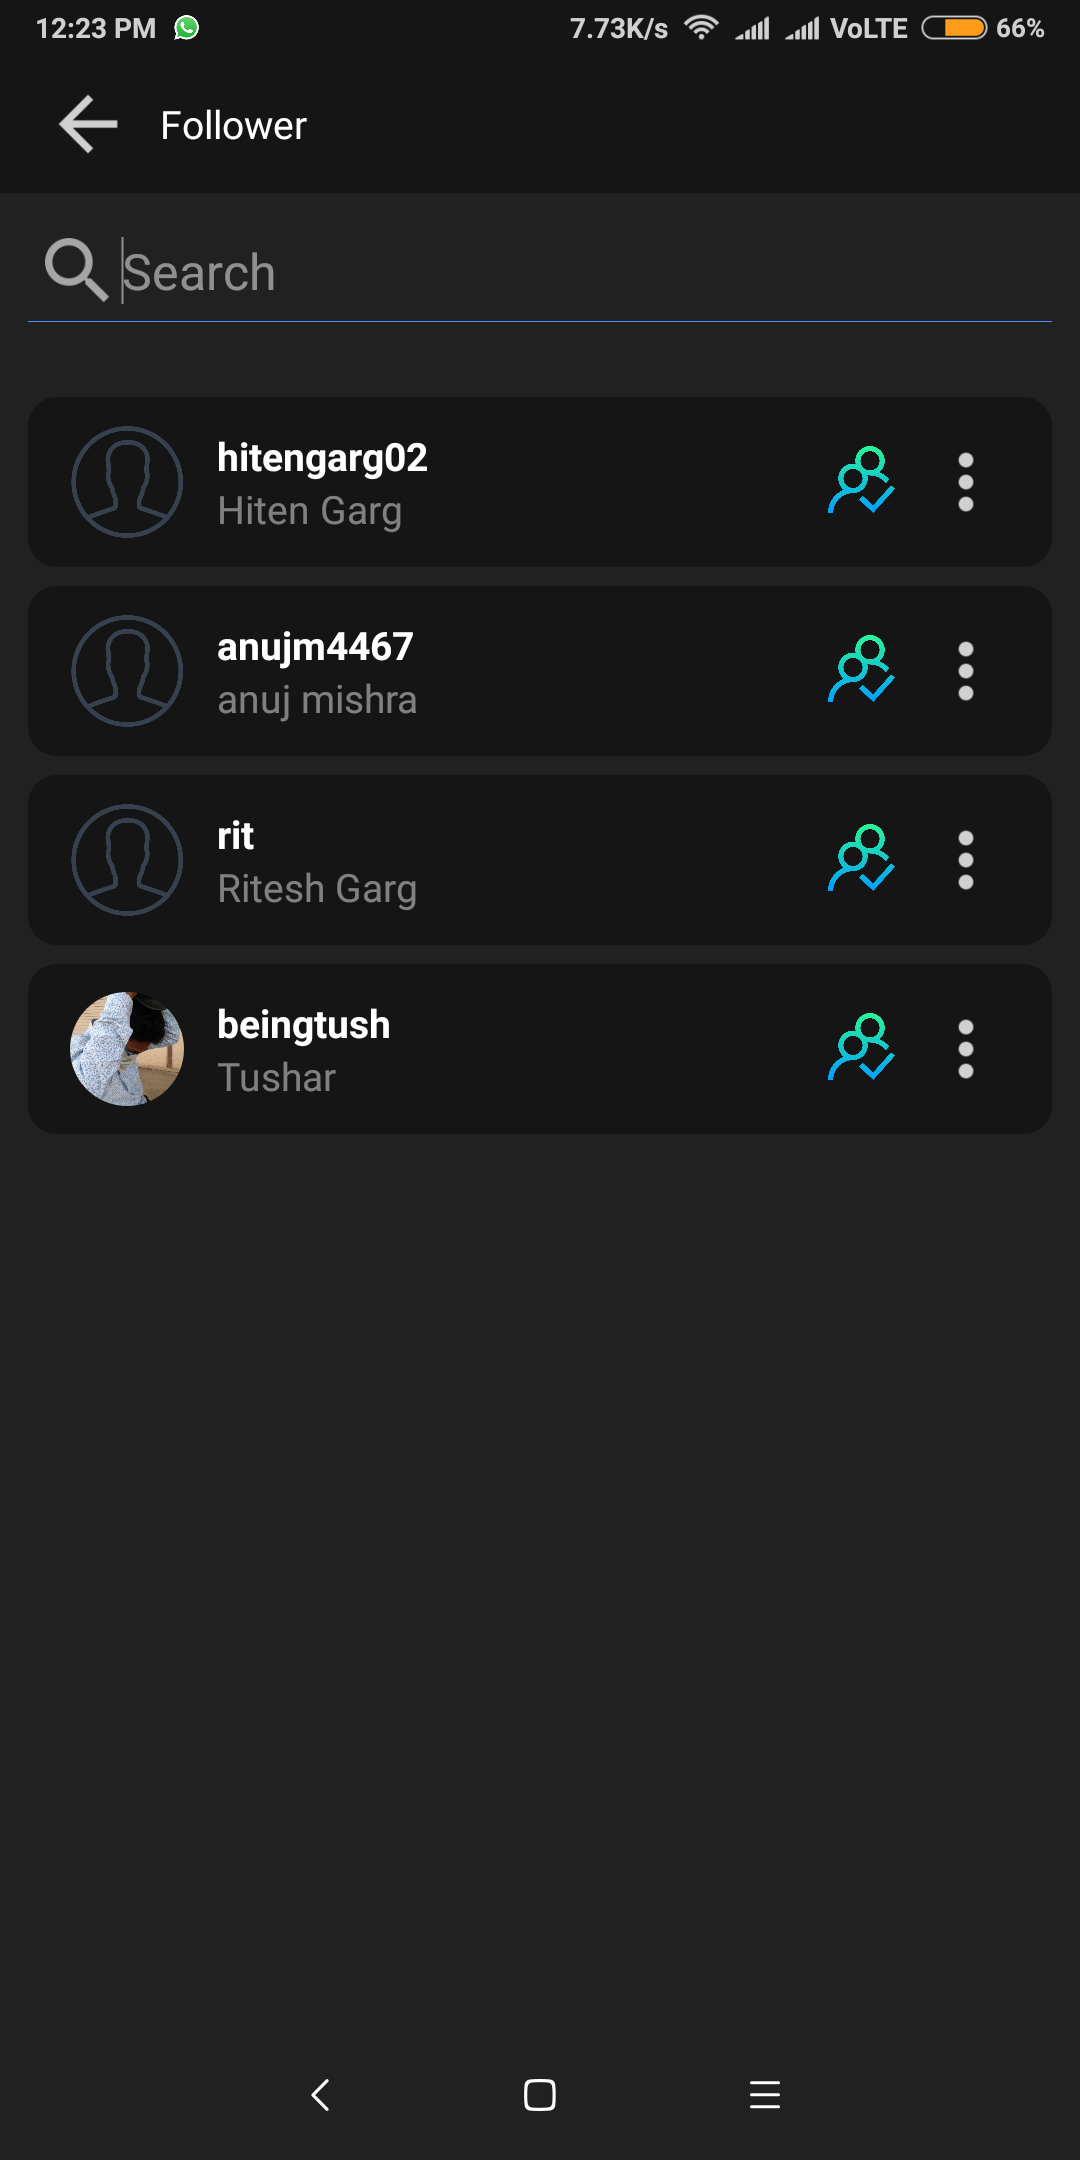 12:23 PM 7.73K/s VoLTE 66%
Follower
Search
hitengarg02
Hiten Garg
anujm4467
anuj mishra
rit
Ritesh Garg
beingtush
Tushar